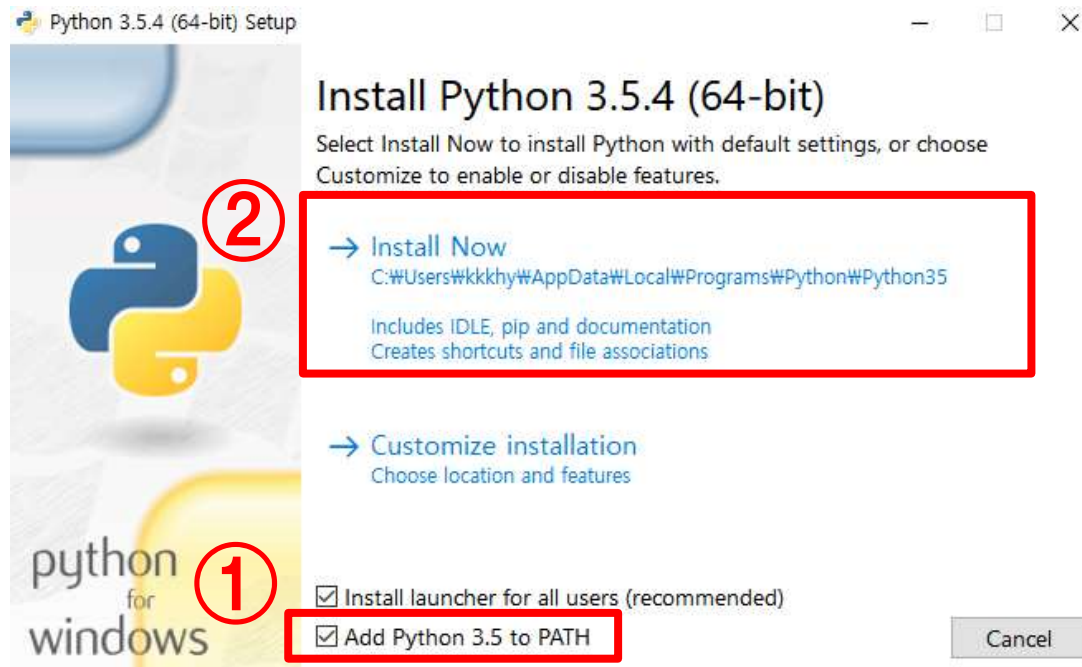 Python 3.5.4 (64-bit) Setup
Install Python 3.5.4 (64-bit)
Select Install Now to install Python with default settings, or choose
Customize to enable or disable features.
②
→ Install Now
C:₩Users₩kkkhy₩AppData₩Local₩Programs₩Python₩Python35
Includes IDLE, pip and documentation
Creates shortcuts and file associations
→ Customize installation
Choose location and features
python
for
windows
①
Install launcher for all users (recommended)
Add Python 3.5 to PATH
Cancel